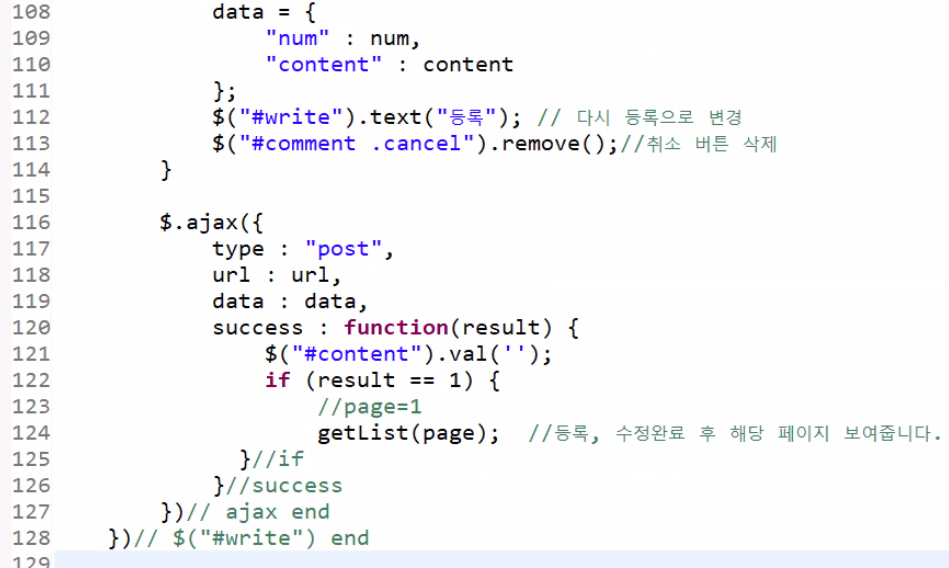 108 data = {
109 "num" : num,
110 "content" : content
111 };
112 $("#write").text("등록"); // 다시 등록으로 변경
113 $("#comment .cancel").remove();//취소 버튼 삭제
114 }
115
116 $.ajax({
117 type : "post",
118 url : url,
119 data : data,
120 success : function(result) {
121 $("#content").val('');
122 if (result == 1) {
123 //page=1
124 getList(page); //등록, 수정완료 후 해당 페이지 보여줍니다.
125 }//if
126 }//success
127 })// ajax end
128 })// $("#write") end
129